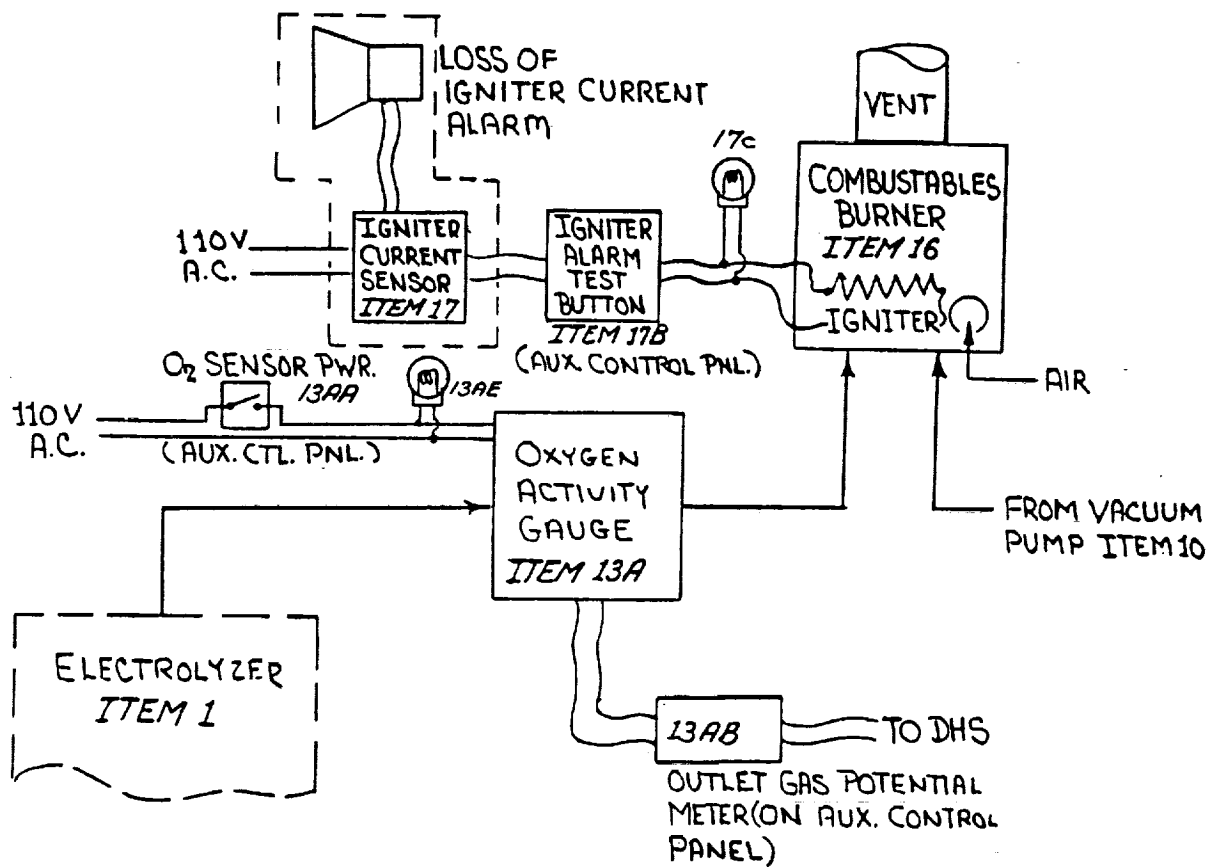 LOSS OF
IGNITER CURRENT
ALARM
VENT
17c
COMBUSTABLES
BURNER
ITEM 16
IGNITER
110V
A.C.
IGNITER
CURRENT
SENSOR
ITEM 17
IGNITER
ALARM
TEST
BUTTON
ITEM 17B
(AUX. CONTROL PNL.)
AIR
O2 SENSOR PWR.
13AA
13AE
110V
A.C.
(AUX. CTL. PNL.)
OXYGEN
ACTIVITY
GAUGE
ITEM 13A
FROM VACUUM
PUMP ITEM 10
ELECTROLYZER
ITEM 1
13AB
TO DHS
OUTLET GAS POTENTIAL
METER (ON AUX. CONTROL
PANEL)